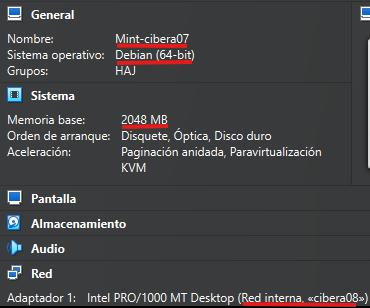 General
Nombre: Mint-cibera07
Sistema operativo: Debian (64-bit)
Grupos: HAJ
Sistema
Memoria base: 2048 MB
Orden de arranque: Disquete, Óptica, Disco duro
Aceleración: Paginación anidada, Paravirtualización
KVM
Pantalla
Almacenamiento
Audio
Red
Adaptador 1: Intel PRO/1000 MT Desktop (Red interna, «cibera08»)